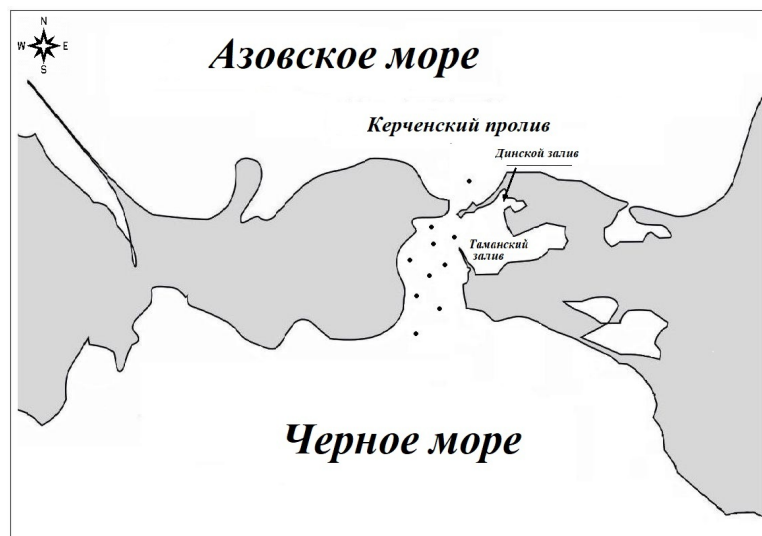 N
W E
S
Азовское море
Керченский пролив
Динской залив
Таманский
залив
Черное море